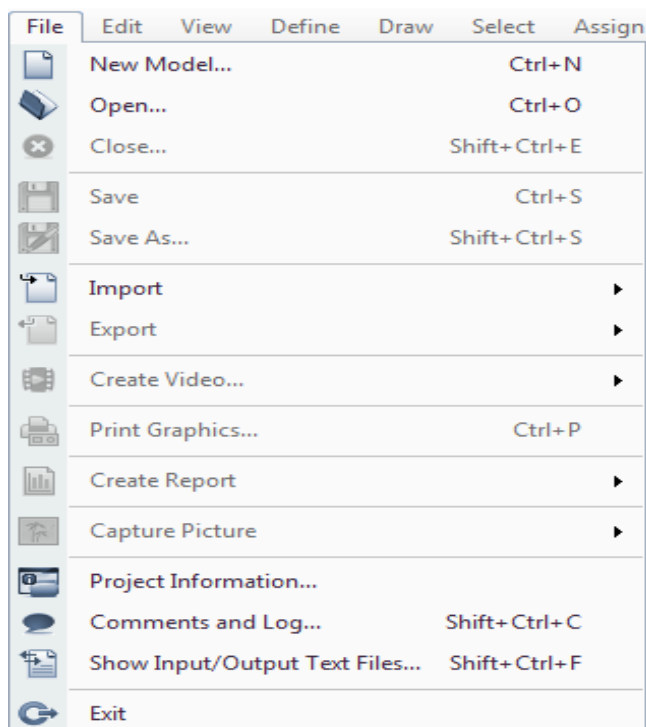 File Edit View Define Draw Select Assign
New Model... Ctrl+N
Open... Ctrl+O
Close... Shift+Ctrl+E
Save Ctrl+S
Save As... Shift+Ctrl+S
Import
Export
Create Video...
Print Graphics... Ctrl+P
Create Report
Capture Picture
Project Information...
Comments and Log... Shift+Ctrl+C
Show Input/Output Text Files... Shift+Ctrl+F
Exit